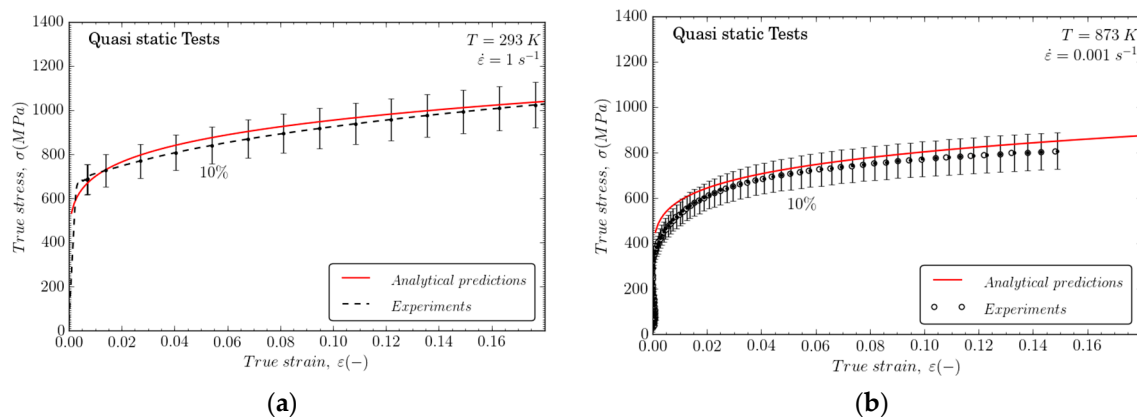 1400
1200
1000
800
600
400
200
0
True stress, σ(MPa)
Quasi static Tests
T = 293 K
ε̇ = 1 s⁻¹
10%
Analytical predictions
Experiments
0.00 0.02 0.04 0.06 0.08 0.10 0.12 0.14 0.16
True strain, ε(−)
(a)
1400
1200
1000
800
600
400
200
0
True stress, σ(MPa)
Quasi static Tests
T = 873 K
ε̇ = 0.001 s⁻¹
10%
Analytical predictions
Experiments
0.00 0.02 0.04 0.06 0.08 0.10 0.12 0.14 0.16
True strain, ε(−)
(b)